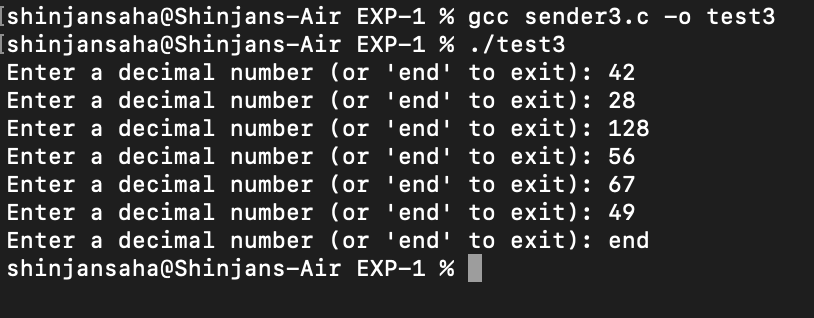 [shinjansaha@Shinjans-Air EXP-1 % gcc sender3.c -o test3
[shinjansaha@Shinjans-Air EXP-1 % ./test3
Enter a decimal number (or 'end' to exit): 42
Enter a decimal number (or 'end' to exit): 28
Enter a decimal number (or 'end' to exit): 128
Enter a decimal number (or 'end' to exit): 56
Enter a decimal number (or 'end' to exit): 67
Enter a decimal number (or 'end' to exit): 49
Enter a decimal number (or 'end' to exit): end
shinjansaha@Shinjans-Air EXP-1 %